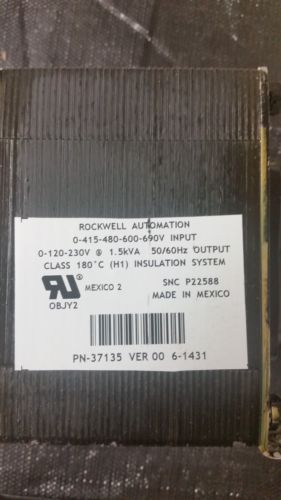 ROCKWELL AUTOMATION
0-415-480-600-690V INPUT
0-120-230V @ 1.5kVA 50/60Hz OUTPUT
CLASS 180°C (H1) INSULATION SYSTEM
RU MEXICO 2 SNC P22588
OBJY2 MADE IN MEXICO
PN-37135 VER 00 6-1431